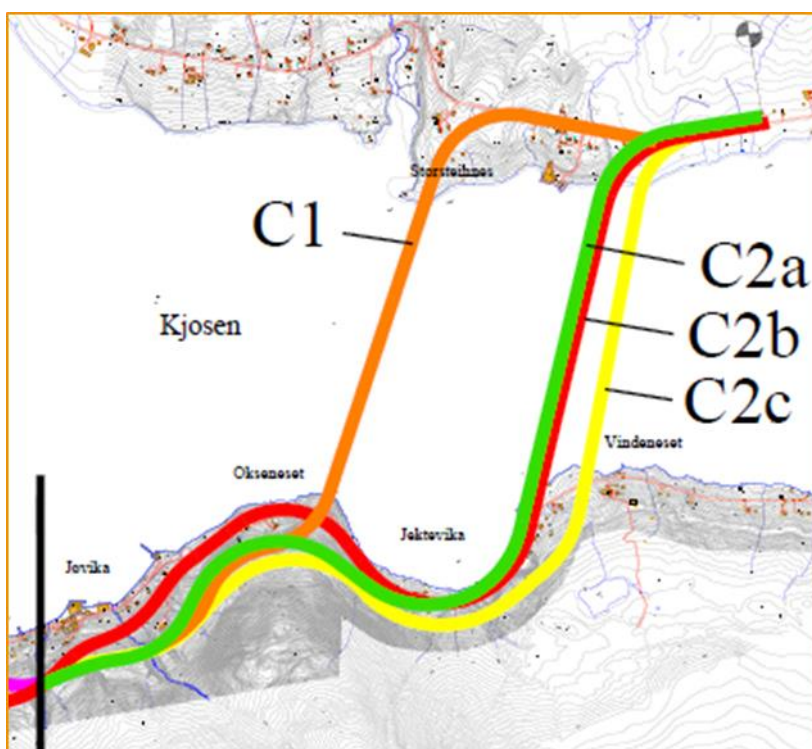 Storsteinnes
C1
C2a
Kjosen
C2b
C2c
Vindeneset
Okseneset
Jektevika
Jovika